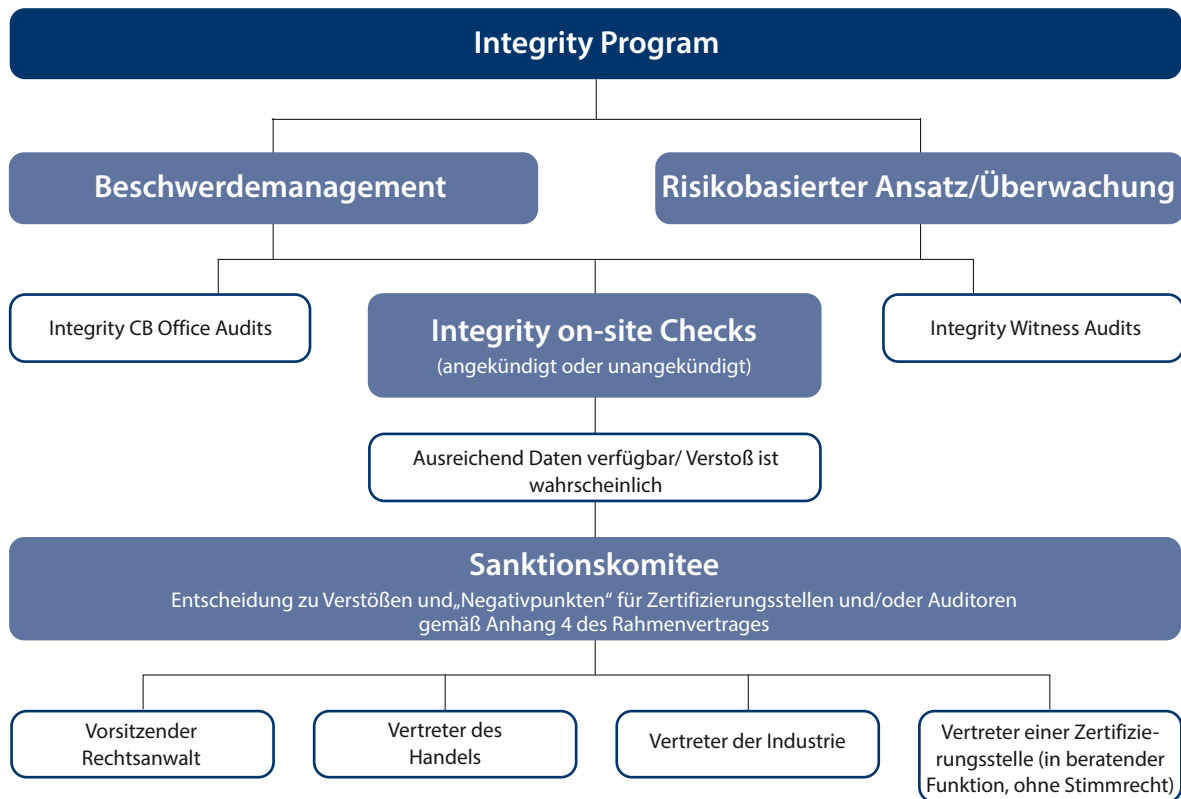 Integrity Program
Beschwerdemanagement
Risikobasierter Ansatz/Überwachung
Integrity CB Office Audits
Integrity on-site Checks
(angekündigt oder unangekündigt)
Integrity Witness Audits
Ausreichend Daten verfügbar/ Verstoß ist
wahrscheinlich
Sanktionskomitee
Entscheidung zu Verstößen und„Negativpunkten“ für Zertifizierungsstellen und/oder Auditoren
gemäß Anhang 4 des Rahmenvertrages
Vorsitzender
Rechtsanwalt
Vertreter des
Handels
Vertreter der Industrie
Vertreter einer Zertifizie-
rungsstelle (in beratender
Funktion, ohne Stimmrecht)